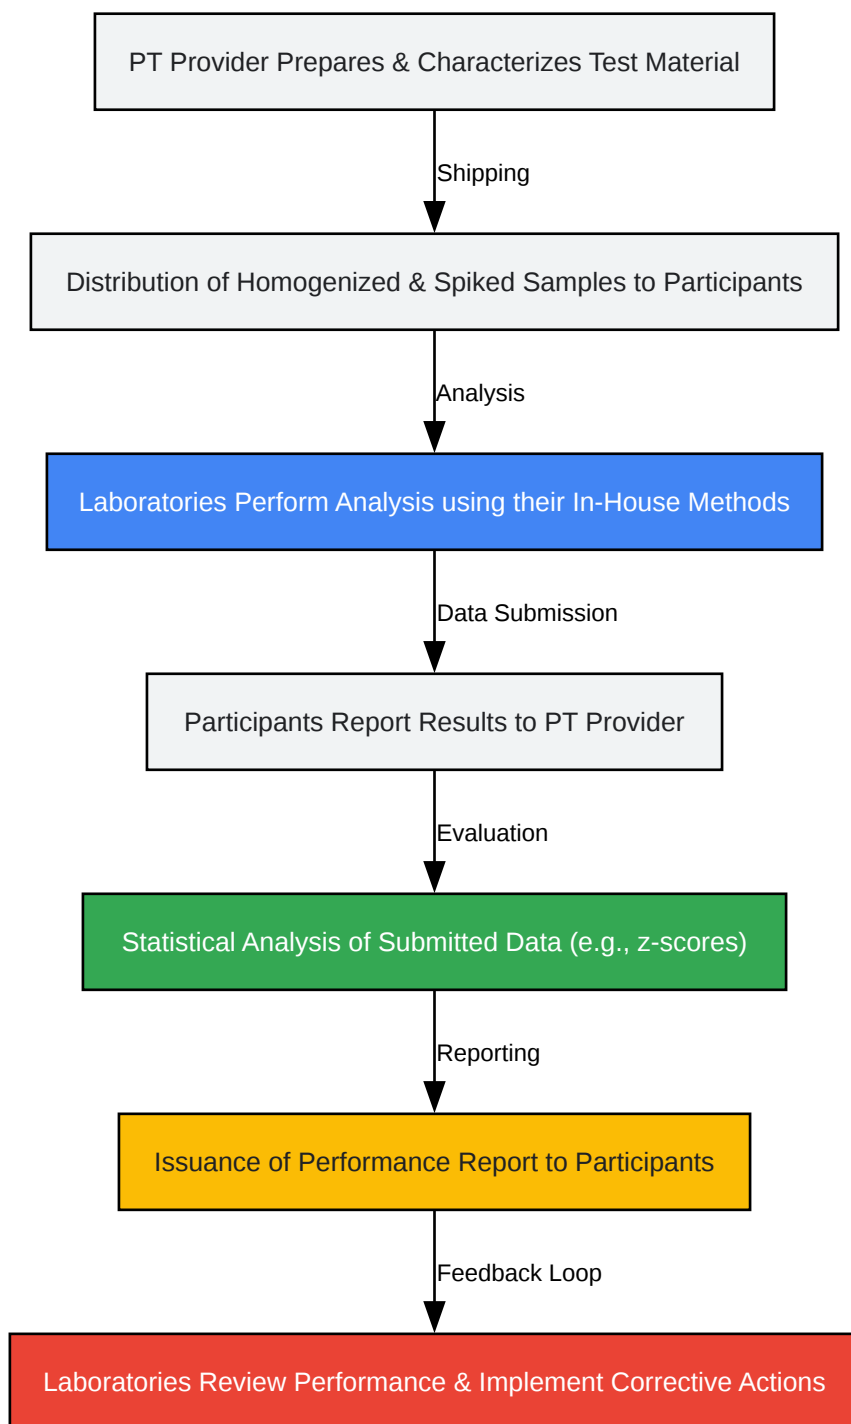 PT Provider Prepares & Characterizes Test Material
Shipping
Distribution of Homogenized & Spiked Samples to Participants
Analysis
Laboratories Perform Analysis using their In-House Methods
Data Submission
Participants Report Results to PT Provider
Evaluation
Statistical Analysis of Submitted Data (e.g., z-scores)
Reporting
Issuance of Performance Report to Participants
Feedback Loop
Laboratories Review Performance & Implement Corrective Actions